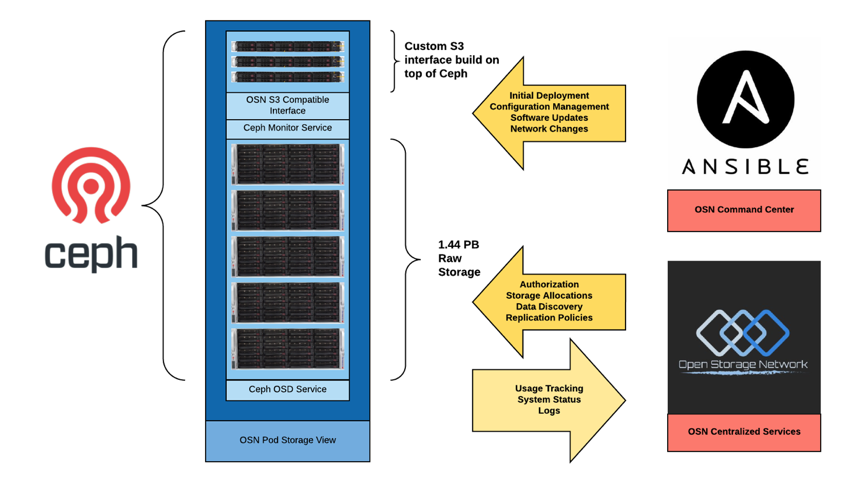 ceph
OSN S3 Compatible
Interface
Ceph Monitor Service
Ceph OSD Service
OSN Pod Storage View
Custom S3
interface build on
top of Ceph
1.44 PB
Raw
Storage
Initial Deployment
Configuration Management
Software Updates
Network Changes
Authorization
Storage Allocations
Data Discovery
Replication Policies
Usage Tracking
System Status
Logs
ANSIBLE
OSN Command Center
Open Storage Network
OSN Centralized Services